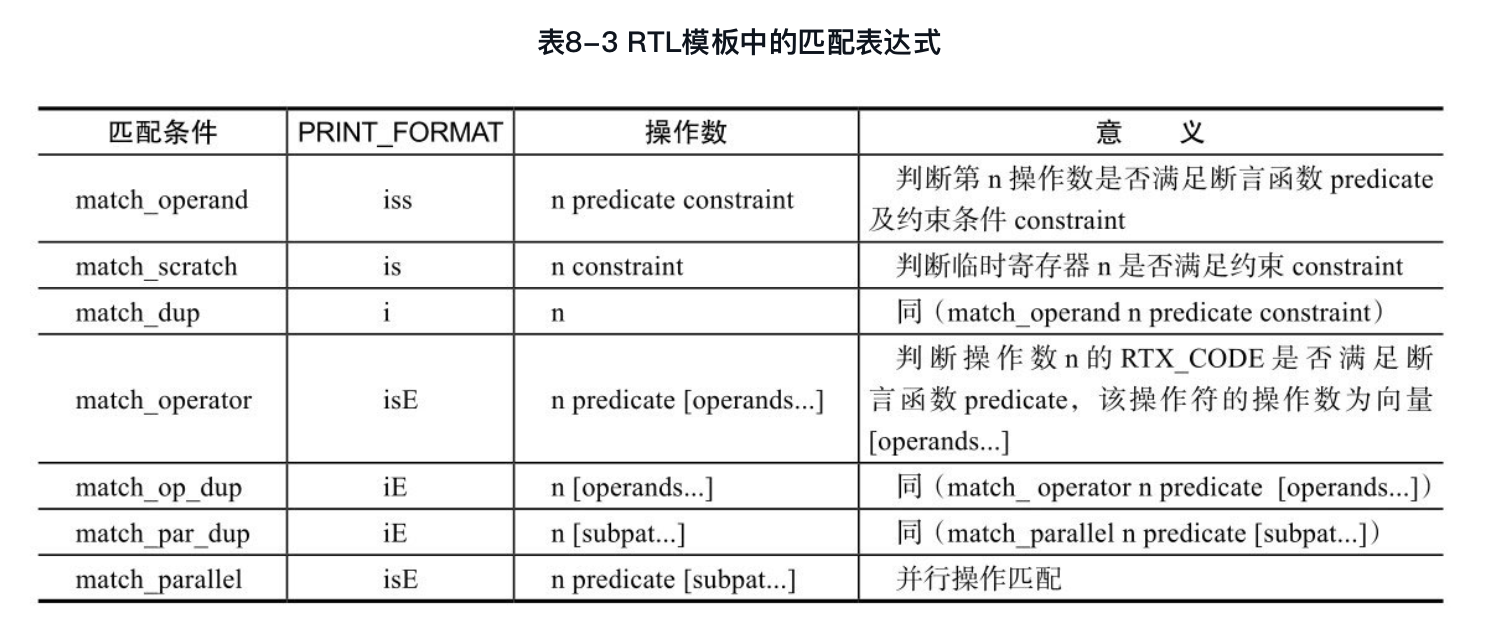 表8-3 RTL模板中的匹配表达式
匹配条件 PRINT_FORMAT 操作数 意 义
match_operand iss n predicate constraint 判断第 n 操作数是否满足断言函数 predicate
及约束条件 constraint
match_scratch is n constraint 判断临时寄存器 n 是否满足约束 constraint
match_dup i n 同（match_operand n predicate constraint）
match_operator isE n predicate [operands...] 判断操作数 n 的 RTX_CODE 是否满足断
言函数 predicate，该操作符的操作数为向量
[operands...]
match_op_dup iE n [operands...] 同（match_ operator n predicate [operands...]）
match_par_dup iE n [subpat...] 同（match_parallel n predicate [subpat...]）
match_parallel isE n predicate [subpat...] 并行操作匹配